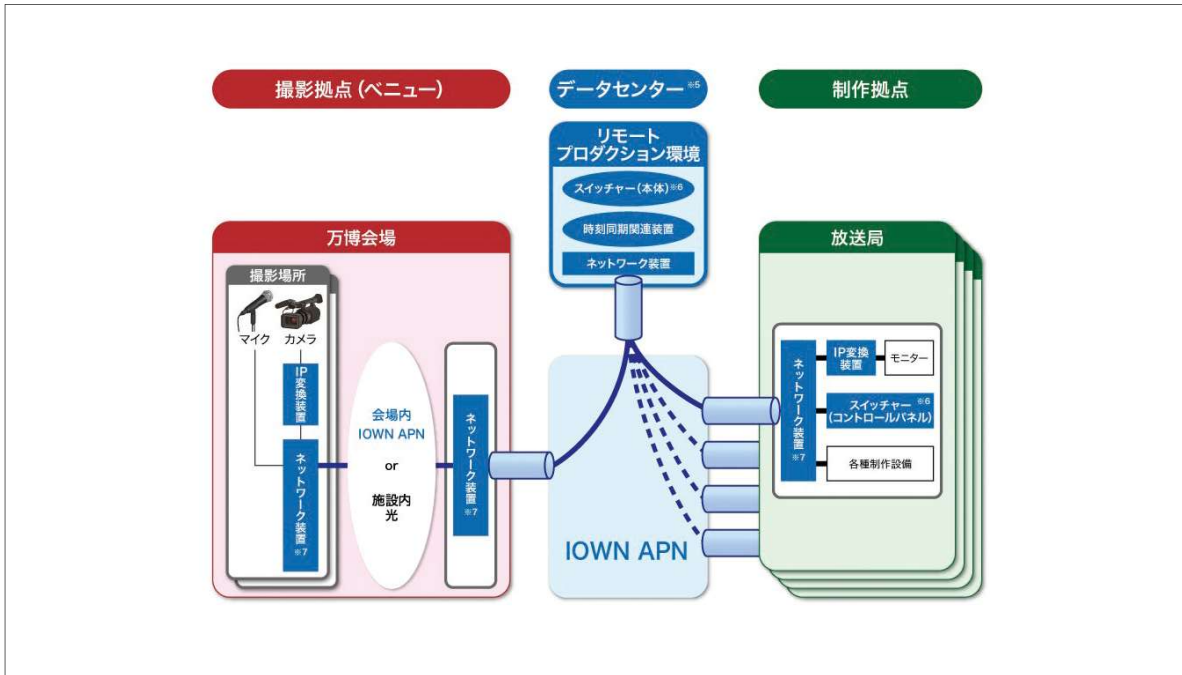 撮影拠点(ベニュー)
データセンター※5
制作拠点
リモート
プロダクション環境
スイッチャー(本体)※6
時刻同期関連装置
ネットワーク装置
万博会場
撮影場所
マイク
カメラ
IP変換装置
ネットワーク装置
※7
会場内
IOWN APN
or
施設内
光
ネットワーク装置
※7
IOWN APN
放送局
ネットワーク装置
※7
IP変換
装置
モニター
スイッチャー※6
(コントロールパネル)
各種制作設備